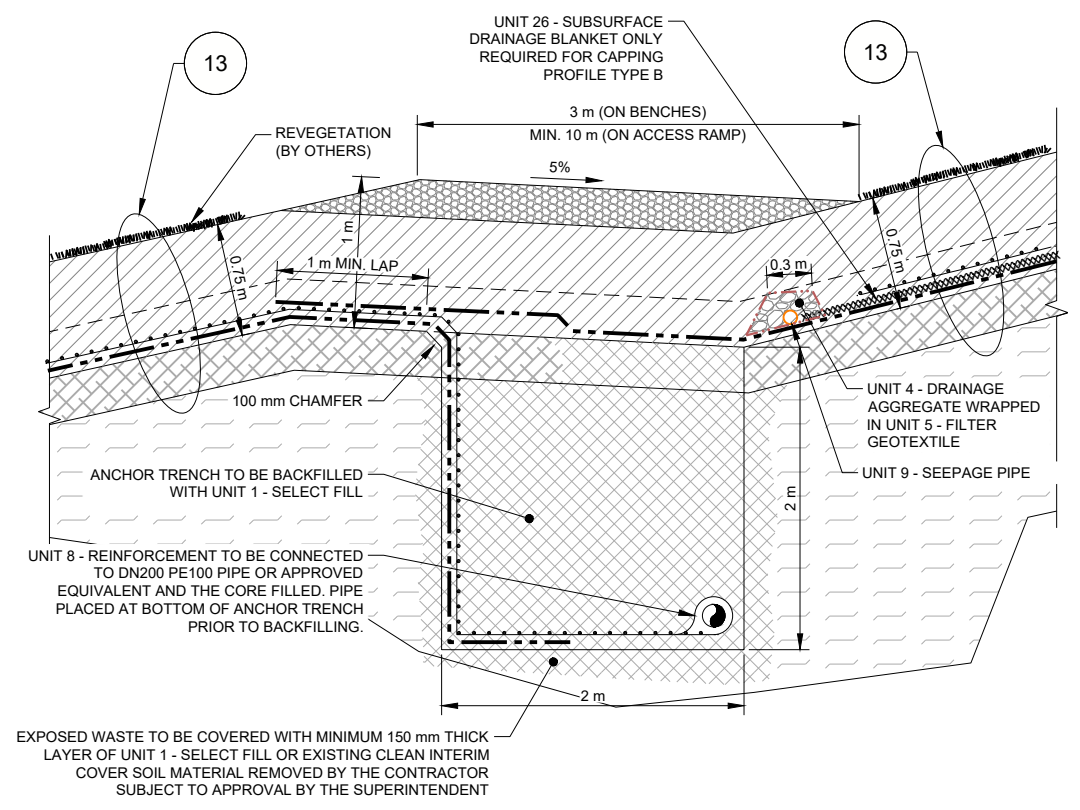 UNIT 26 - SUBSURFACE
DRAINAGE BLANKET ONLY
REQUIRED FOR CAPPING
PROFILE TYPE B
13
13
3 m (ON BENCHES)
MIN. 10 m (ON ACCESS RAMP)
REVEGETATION
(BY OTHERS)
5%
1 m
0.75 m
1 m MIN. LAP
0.3 m
0.75 m
100 mm CHAMFER
UNIT 4 - DRAINAGE
AGGREGATE WRAPPED
IN UNIT 5 - FILTER
GEOTEXTILE
UNIT 9 - SEEPAGE PIPE
ANCHOR TRENCH TO BE BACKFILLED
WITH UNIT 1 - SELECT FILL
2 m
UNIT 8 - REINFORCEMENT TO BE CONNECTED
TO DN200 PE100 PIPE OR APPROVED
EQUIVALENT AND THE CORE FILLED. PIPE
PLACED AT BOTTOM OF ANCHOR TRENCH
PRIOR TO BACKFILLING.
2 m
EXPOSED WASTE TO BE COVERED WITH MINIMUM 150 mm THICK
LAYER OF UNIT 1 - SELECT FILL OR EXISTING CLEAN INTERIM
COVER SOIL MATERIAL REMOVED BY THE CONTRACTOR
SUBJECT TO APPROVAL BY THE SUPERINTENDENT